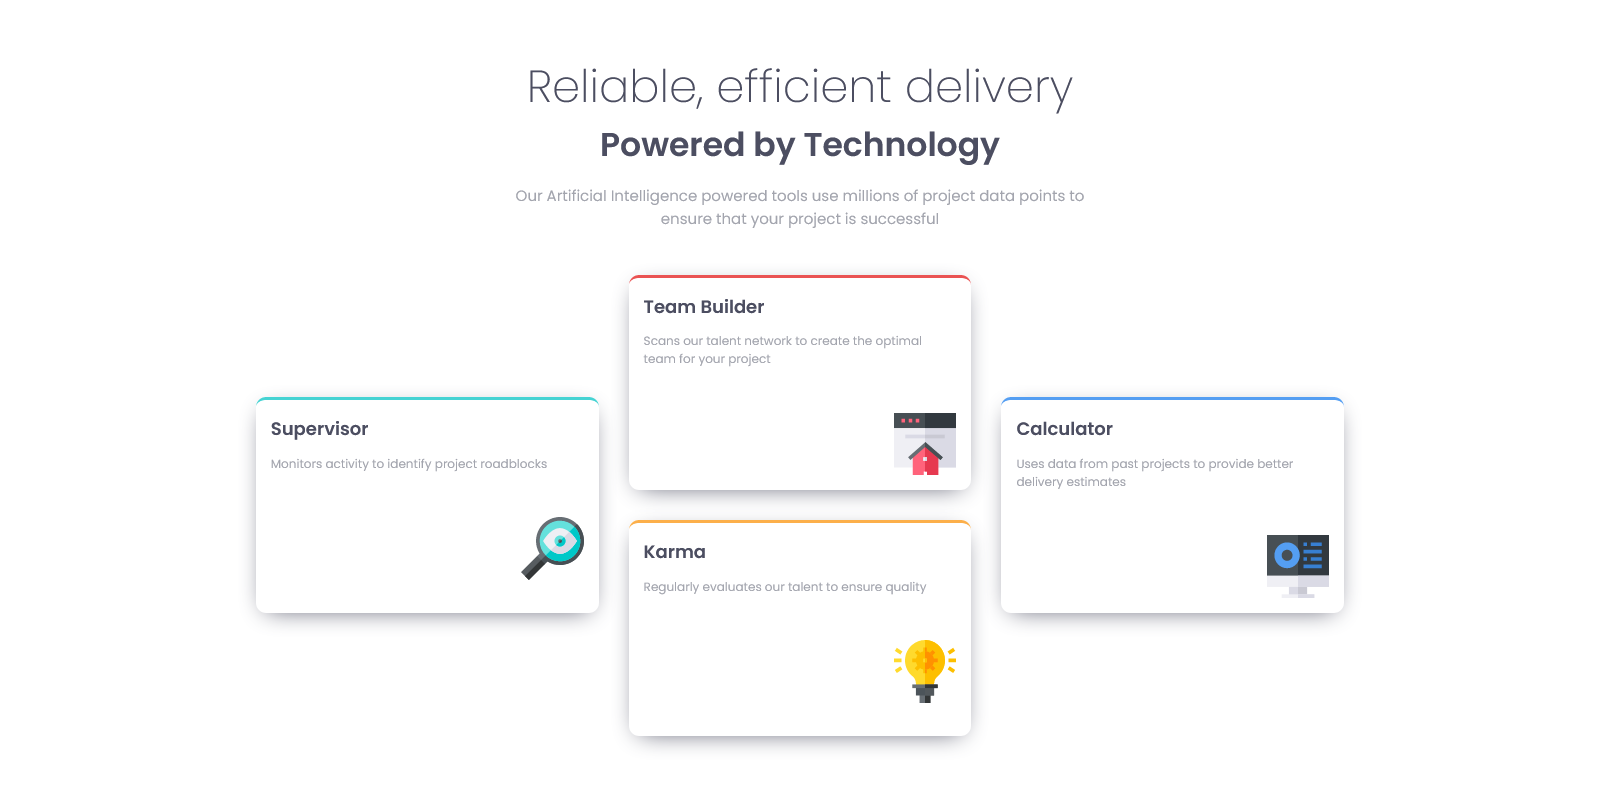 Reliable, efficient delivery
Powered by Technology
Our Artificial Intelligence powered tools use millions of project data points to
ensure that your project is successful
Supervisor
Monitors activity to identify project roadblocks
Team Builder
Scans our talent network to create the optimal
team for your project
Karma
Regularly evaluates our talent to ensure quality
Calculator
Uses data from past projects to provide better
delivery estimates